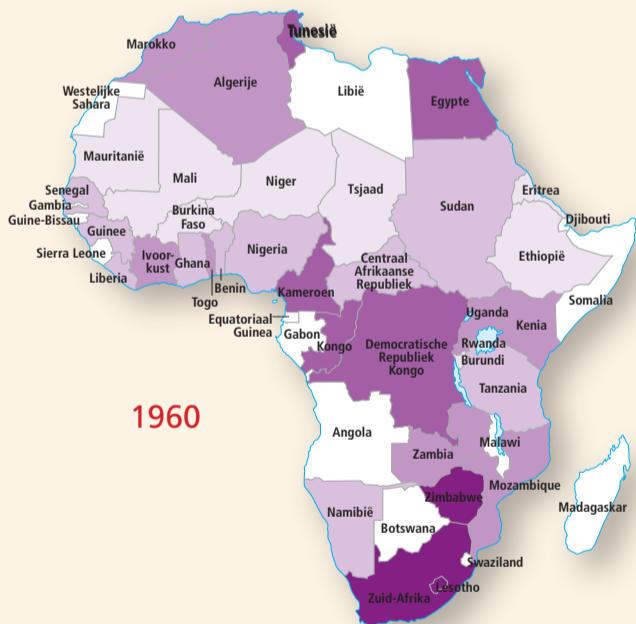 Tunesië
Marokko
Algerije
Libië
Egypte
Westelijke
Sahara
Mauritanië
Mali
Niger
Tsjaad
Sudan
Eritrea
Djibouti
Senegal
Gambia
Guine-Bissau
Guinee
Burkina
Faso
Sierra Leone
Ivoor-
kust
Ghana
Nigeria
Centraal
Afrikaanse
Republiek
Ethiopië
Liberia
Benin
Togo
Kameroen
Somalia
Equatoriaal
Guinea
Gabon
Kongo
Democratische
Republiek
Kongo
Uganda
Kenia
Rwanda
Burundi
Tanzania
1960
Angola
Malawi
Zambia
Mozambique
Zimbabwe
Madagaskar
Namibië
Botswana
Swaziland
Lesotho
Zuid-Afrika